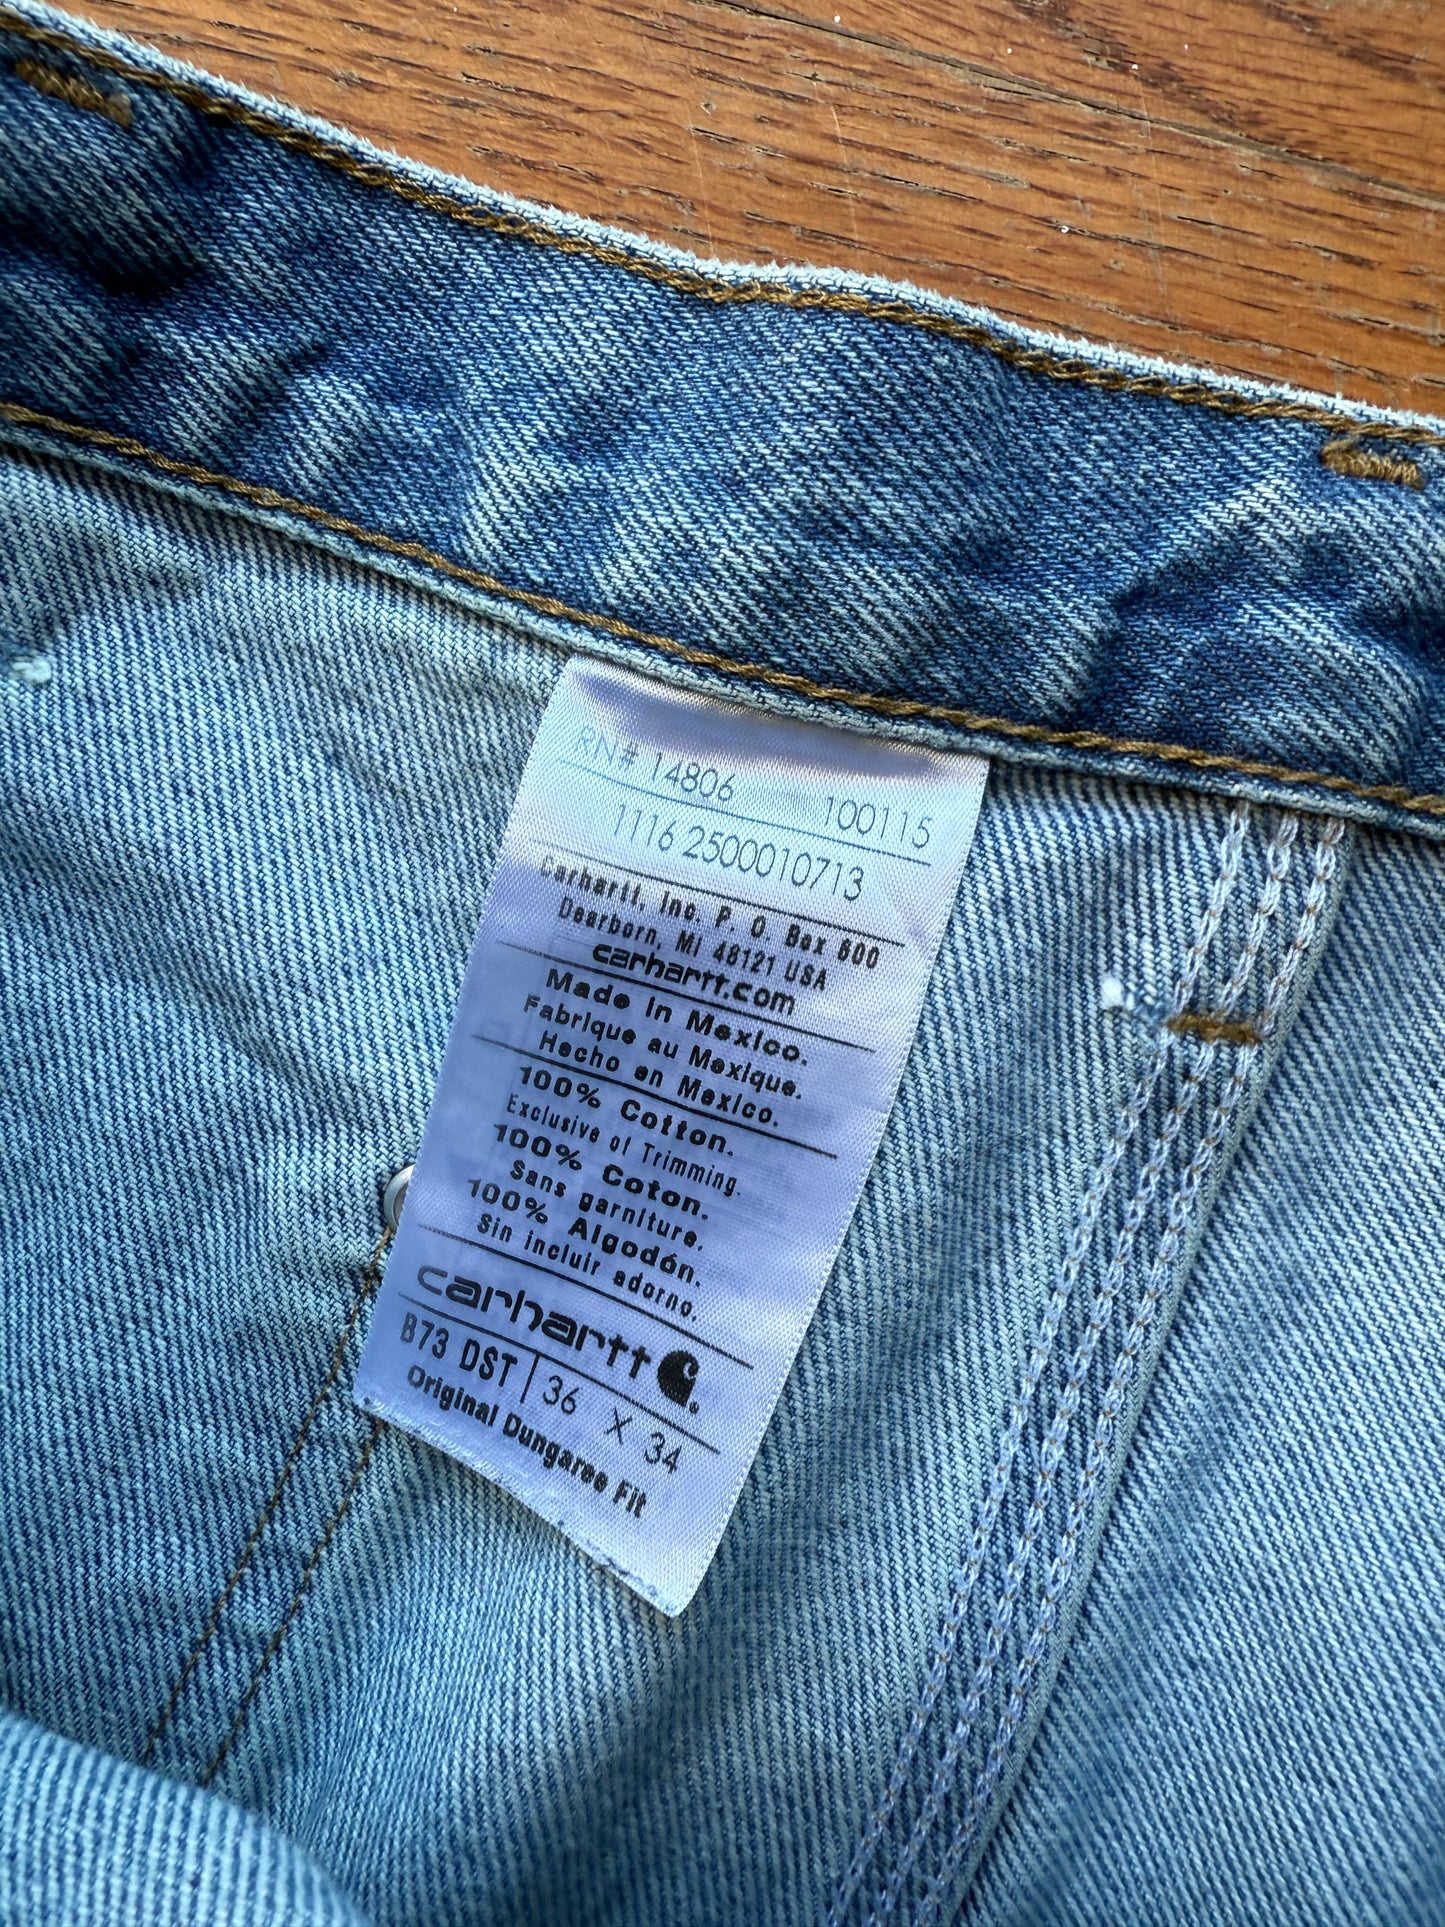 RN# 14806 100115
1116 2500010713
Carhartt, Inc. P. O. Box 600
Dearborn, MI 48121 USA
carhartt.com
Made in Mexico.
Fabrique au Mexique.
Hecho en Mexico.
100% Cotton.
Exclusive of Trimming.
100% Coton.
Sans garniture.
100% Algodón.
Sin incluir adorno.
carhartt
B73 DST 36 X 34
Original Dungaree Fit